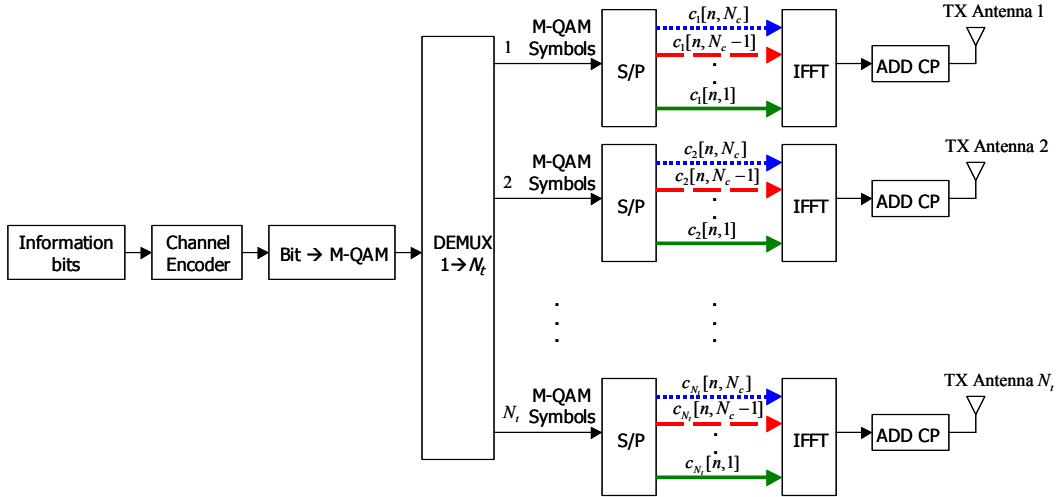 Information
bits
Channel
Encoder
Bit → M-QAM
DEMUX
1→N_t
1
M-QAM
Symbols
S/P
c_1[n, N_c]
c_1[n, N_c −1]
c_1[n,1]
IFFT
ADD CP
TX Antenna 1
2
M-QAM
Symbols
S/P
c_2[n, N_c]
c_2[n, N_c −1]
c_2[n,1]
IFFT
ADD CP
TX Antenna 2
N_t
M-QAM
Symbols
S/P
c_{N_t}[n, N_c]
c_{N_t}[n, N_c −1]
c_{N_t}[n,1]
IFFT
ADD CP
TX Antenna N_t